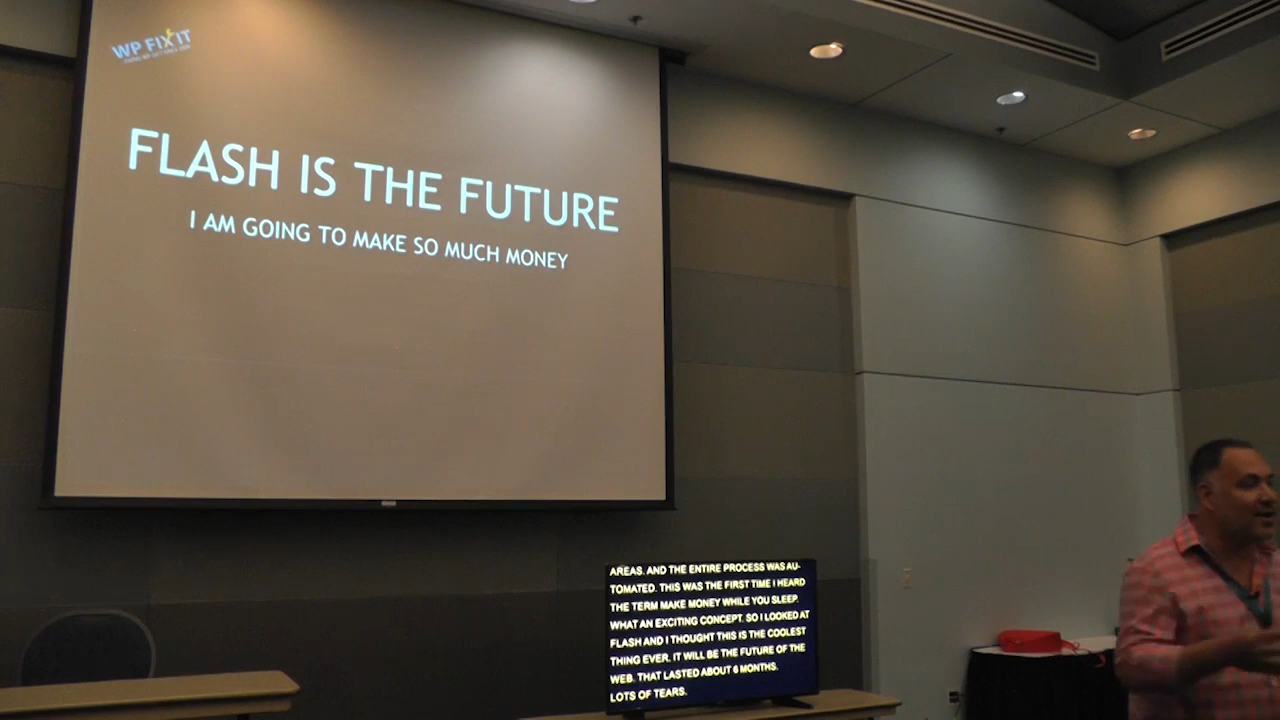 WP FIX IT
FLASH IS THE FUTURE
I AM GOING TO MAKE SO MUCH MONEY
AREAS. AND THE ENTIRE PROCESS WAS AU-
TOMATED. THIS WAS THE FIRST TIME I HEARD
THE TERM MAKE MONEY WHILE YOU SLEEP.
WHAT AN EXCITING CONCEPT. SO I LOOKED AT
FLASH AND I THOUGHT THIS IS THE COOLEST
THING EVER. IT WILL BE THE FUTURE OF THE
WEB. THAT LASTED ABOUT 6 MONTHS.
LOTS OF TEARS.